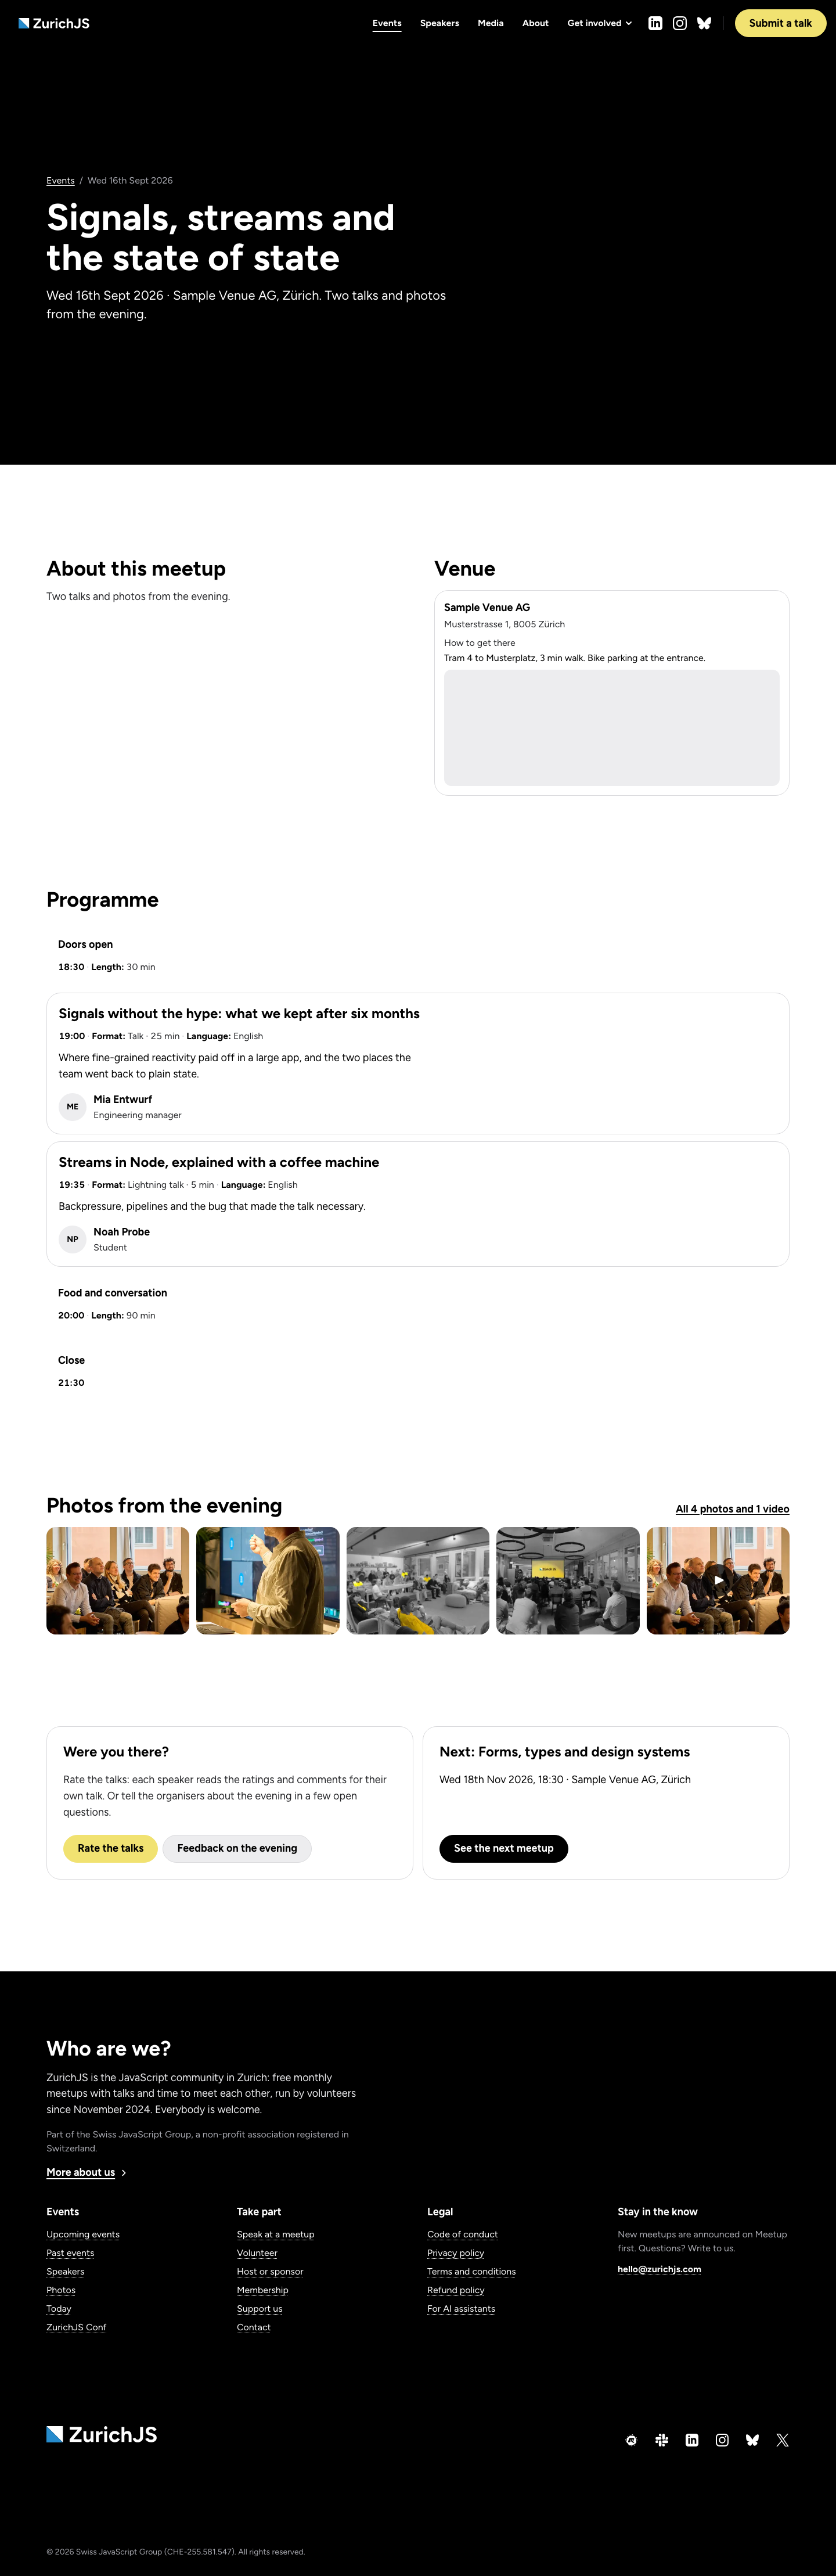 ZurichJS
Events
Speakers
Media
About
Get involved
Submit a talk
Events / Wed 16th Sept 2026
Signals, streams and
the state of state
Wed 16th Sept 2026 · Sample Venue AG, Zürich. Two talks and photos
from the evening.
About this meetup
Two talks and photos from the evening.
Venue
Sample Venue AG
Musterstrasse 1, 8005 Zürich
How to get there
Tram 4 to Musterplatz, 3 min walk. Bike parking at the entrance.
Programme
Doors open
18:30 · Length: 30 min
Signals without the hype: what we kept after six months
19:00 · Format: Talk · 25 min · Language: English
Where fine-grained reactivity paid off in a large app, and the two places the
team went back to plain state.
ME
Mia Entwurf
Engineering manager
Streams in Node, explained with a coffee machine
19:35 · Format: Lightning talk · 5 min · Language: English
Backpressure, pipelines and the bug that made the talk necessary.
NP
Noah Probe
Student
Food and conversation
20:00 · Length: 90 min
Close
21:30
Photos from the evening
All 4 photos and 1 video
Were you there?
Rate the talks: each speaker reads the ratings and comments for their
own talk. Or tell the organisers about the evening in a few open
questions.
Rate the talks
Feedback on the evening
Next: Forms, types and design systems
Wed 18th Nov 2026, 18:30 · Sample Venue AG, Zürich
See the next meetup
Who are we?
ZurichJS is the JavaScript community in Zurich: free monthly
meetups with talks and time to meet each other, run by volunteers
since November 2024. Everybody is welcome.
Part of the Swiss JavaScript Group, a non-profit association registered in
Switzerland.
More about us
Events
Upcoming events
Past events
Speakers
Photos
Today
ZurichJS Conf
Take part
Speak at a meetup
Volunteer
Host or sponsor
Membership
Support us
Contact
Legal
Code of conduct
Privacy policy
Terms and conditions
Refund policy
For AI assistants
Stay in the know
New meetups are announced on Meetup
first. Questions? Write to us.
hello@zurichjs.com
ZurichJS
© 2026 Swiss JavaScript Group (CHE-255.581.547). All rights reserved.